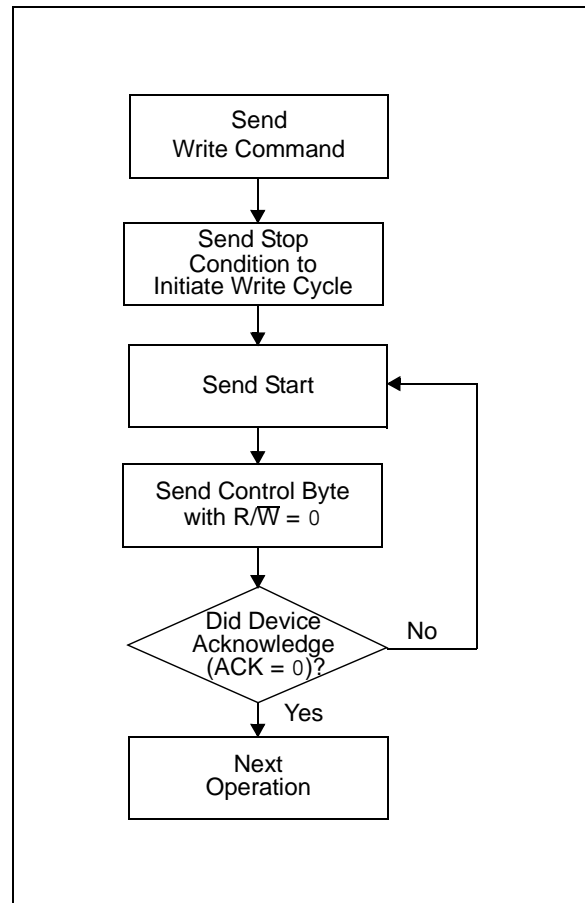 Send
Write Command
Send Stop
Condition to
Initiate Write Cycle
Send Start
Send Control Byte
with R/W̅ = 0
Did Device
Acknowledge
(ACK = 0)?
No
Yes
Next
Operation